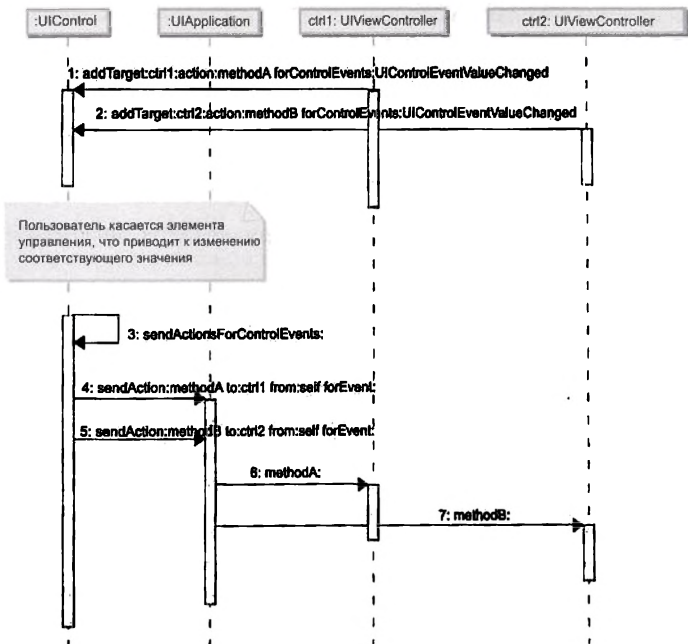 :UIControl
:UIApplication
ctrl1: UIViewController
ctrl2: UIViewController
1: addTarget:ctrl1:action:methodA forControlEvents:UIControlEventValueChanged
2: addTarget:ctrl2:action:methodB forControlEvents:UIControlEventValueChanged
Пользователь касается элемента
управления, что приводит к изменению
соответствующего значения
3: sendActionsForControlEvents:
4: sendAction:methodA to:ctrl1 from:self forEvent:
5: sendAction:methodB to:ctrl2 from:self forEvent:
6: methodA:
7: methodB: